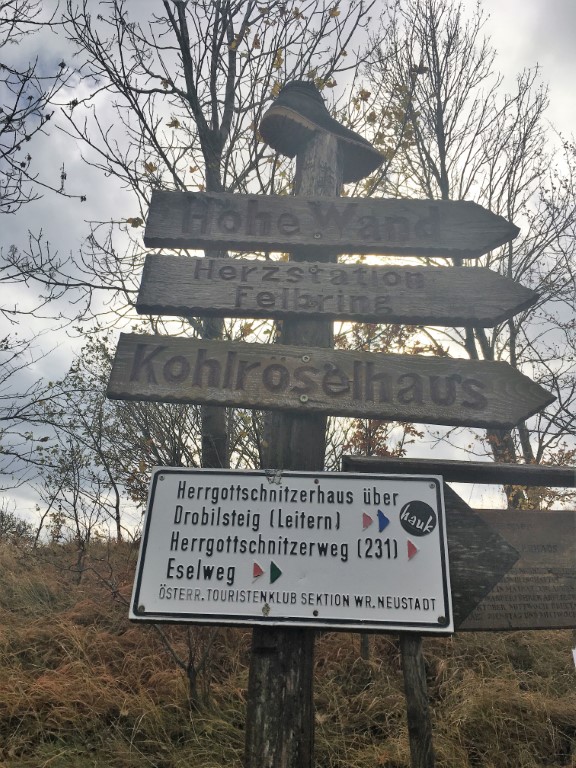 Hohe Wand
Herzstation
Felbring
Kohlröselhaus
Herrgottschnitzerhaus über
Drobilsteig (Leitern)
hauk
Herrgottschnitzerweg (231)
Eselweg
ÖSTERR. TOURISTENKLUB SEKTION WR. NEUSTADT